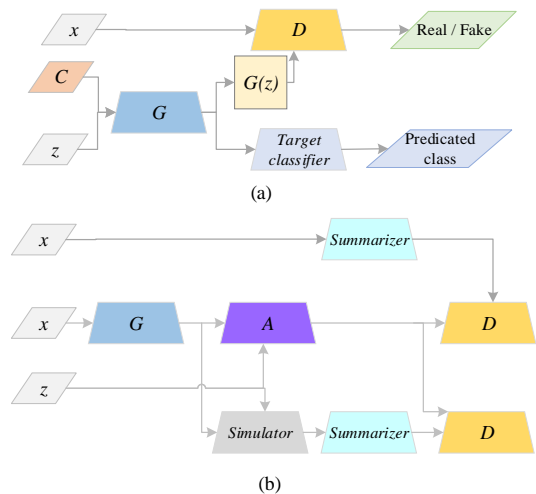 x
D
Real / Fake
C
G
G(z)
z
Target
classifier
Predicated
class
(a)
x
Summarizer
x
G
A
D
z
Simulator
Summarizer
D
(b)